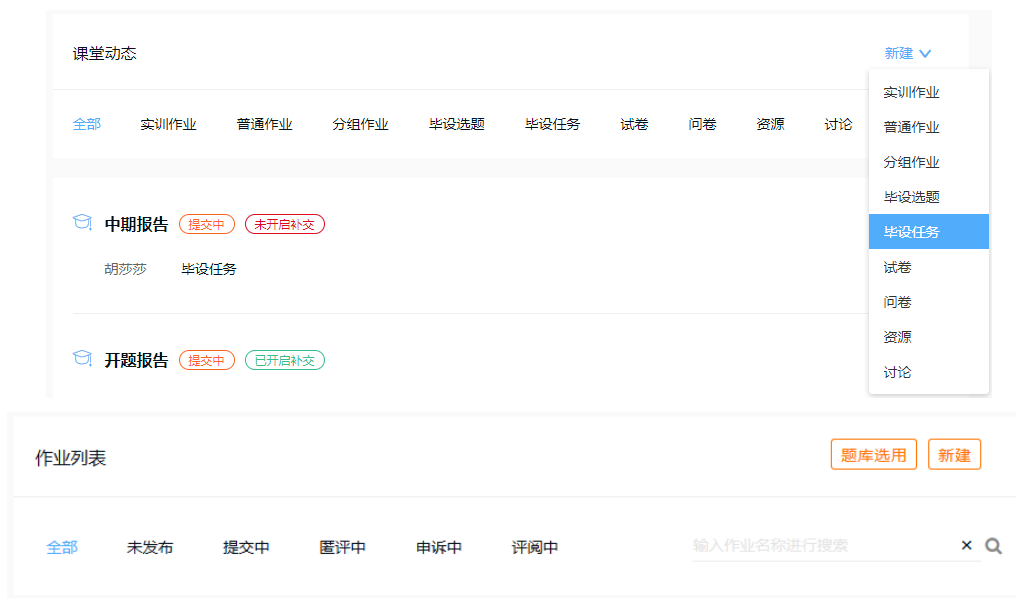 课堂动态
新建
全部 实训作业 普通作业 分组作业 毕设选题 毕设任务 试卷 问卷 资源 讨论
实训作业
普通作业
分组作业
毕设选题
毕设任务
试卷
问卷
资源
讨论
中期报告 提交中 未开启补交
胡莎莎 毕设任务
开题报告 提交中 已开启补交
作业列表 题库选用 新建
全部 未发布 提交中 匿评中 申诉中 评阅中 输入作业名称进行搜索